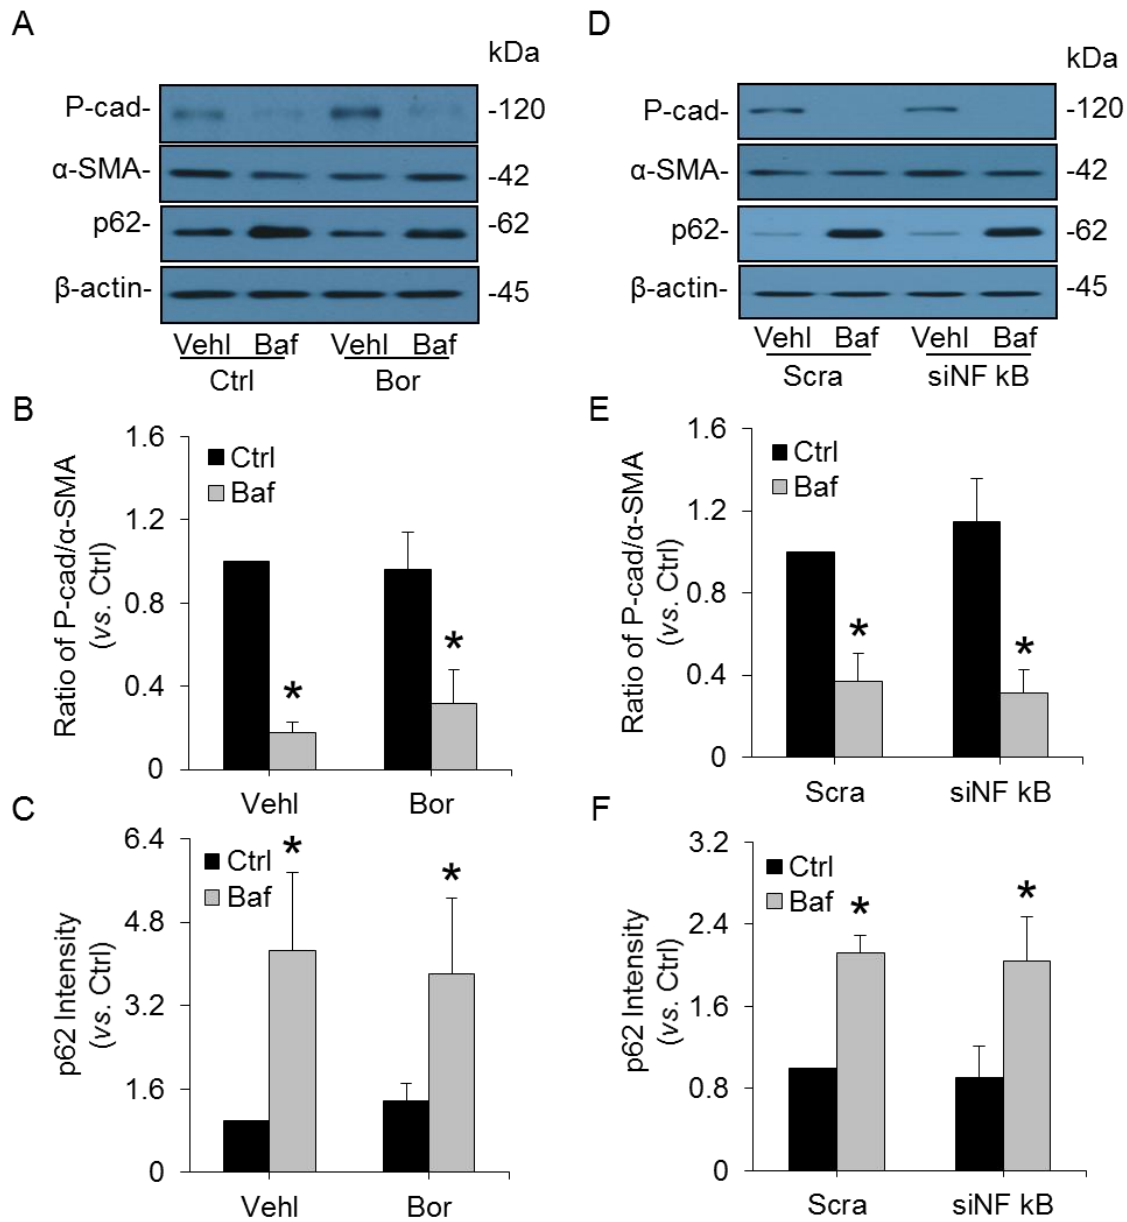 A
kDa
P-cad-
-120
α-SMA-
-42
p62-
-62
β-actin-
-45
Vehl Baf Vehl Baf
Ctrl Bor
B
Ratio of P-cad/α-SMA
(vs. Ctrl)
1.6
1.2
0.8
0.4
0
Ctrl
Baf
*
*
Vehl Bor
C
p62 Intensity
(vs. Ctrl)
6.4
4.8
3.2
1.6
0
Ctrl
Baf
*
*
Vehl Bor
D
kDa
P-cad-
-120
α-SMA-
-42
p62-
-62
β-actin-
-45
Vehl Baf Vehl Baf
Scra siNF kB
E
Ratio of P-cad/α-SMA
(vs. Ctrl)
1.6
1.2
0.8
0.4
0
Ctrl
Baf
*
*
Scra siNF kB
F
p62 Intensity
(vs. Ctrl)
3.2
2.4
1.6
0.8
0
Ctrl
Baf
*
*
Scra siNF kB